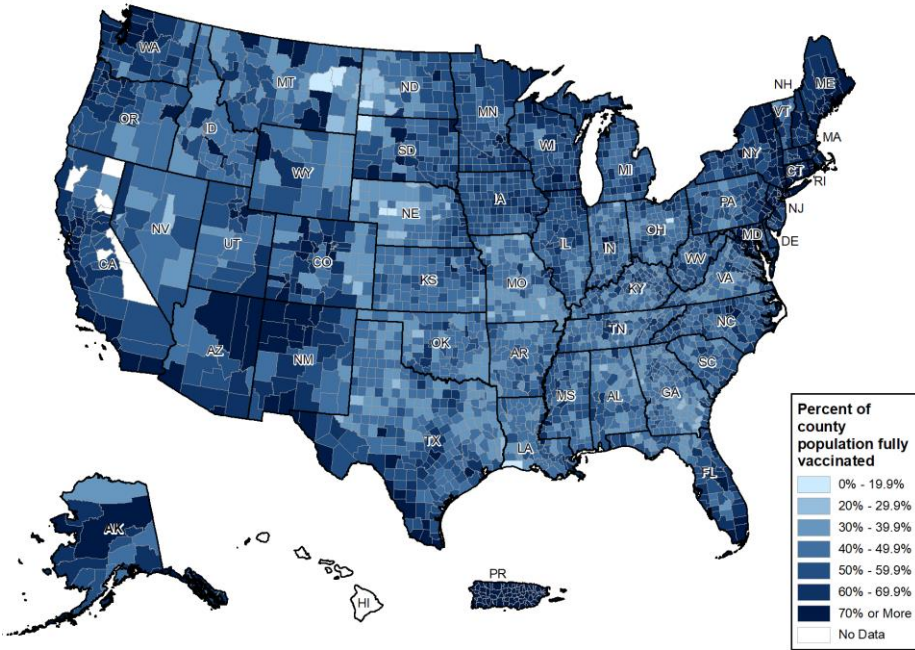 WA
MT
ND
MN
OR
ID
SD
WI
MI
NH
VT
ME
NY
MA
CT
RI
WY
IA
NE
PA
NJ
NV
UT
CO
IL
IN
OH
MD
DE
CA
KS
MO
WV
VA
KY
AZ
NM
OK
AR
TN
NC
SC
MS
AL
GA
TX
LA
FL
AK
HI
PR
Percent of
county
population fully
vaccinated
0% - 19.9%
20% - 29.9%
30% - 39.9%
40% - 49.9%
50% - 59.9%
60% - 69.9%
70% or More
No Data